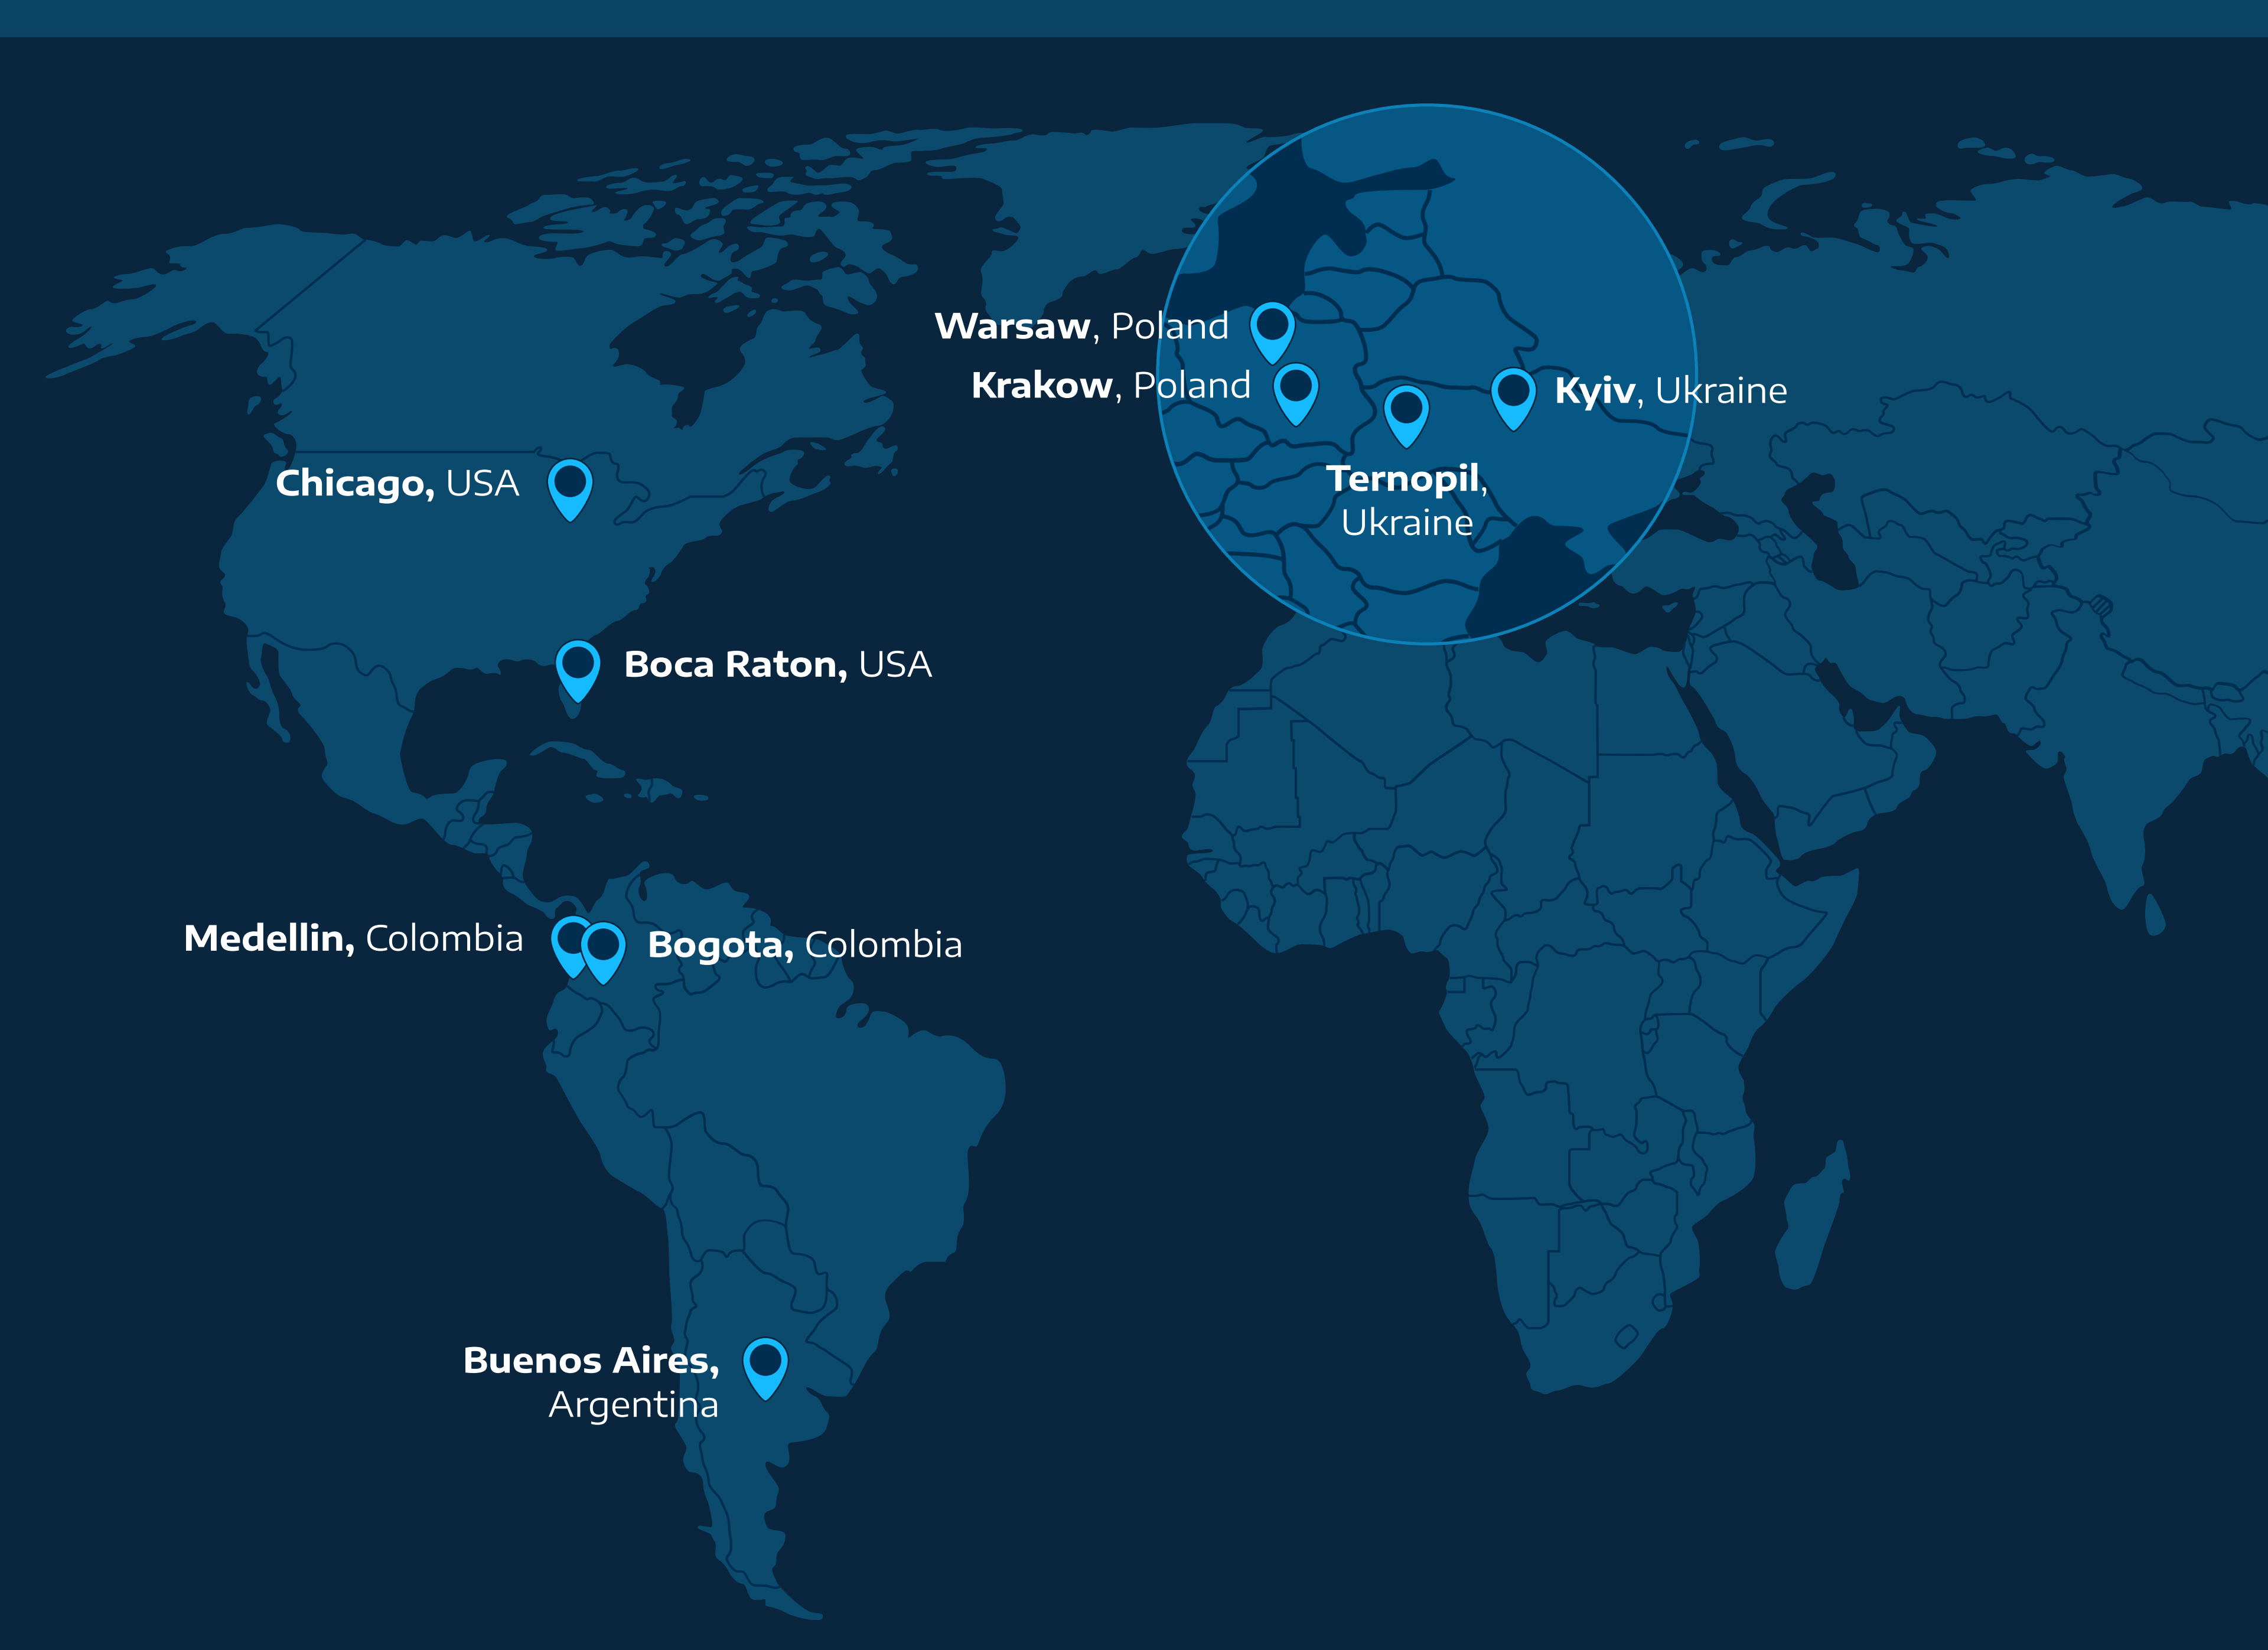 Warsaw, Poland
Krakow, Poland
Kyiv, Ukraine
Ternopil,
Ukraine
Chicago, USA
Boca Raton, USA
Medellin, Colombia
Bogota, Colombia
Buenos Aires,
Argentina